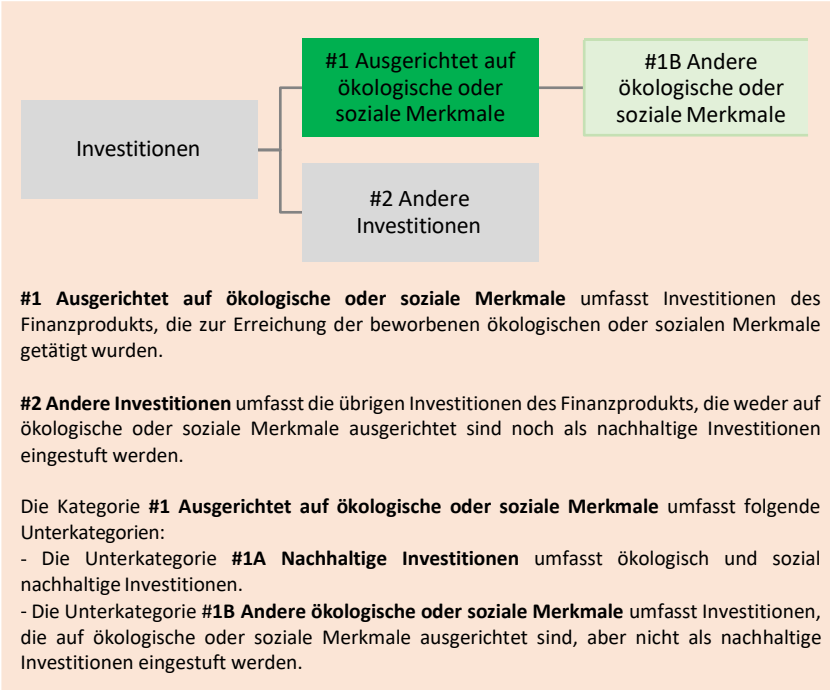 #1 Ausgerichtet auf
ökologische oder
soziale Merkmale
#1B Andere
ökologische oder
soziale Merkmale
Investitionen
#2 Andere
Investitionen
#1 Ausgerichtet auf ökologische oder soziale Merkmale umfasst Investitionen des
Finanzprodukts, die zur Erreichung der beworbenen ökologischen oder sozialen Merkmale
getätigt wurden.
#2 Andere Investitionen umfasst die übrigen Investitionen des Finanzprodukts, die weder auf
ökologische oder soziale Merkmale ausgerichtet sind noch als nachhaltige Investitionen
eingestuft werden.
Die Kategorie #1 Ausgerichtet auf ökologische oder soziale Merkmale umfasst folgende
Unterkategorien:
- Die Unterkategorie #1A Nachhaltige Investitionen umfasst ökologisch und sozial
nachhaltige Investitionen.
- Die Unterkategorie #1B Andere ökologische oder soziale Merkmale umfasst Investitionen,
die auf ökologische oder soziale Merkmale ausgerichtet sind, aber nicht als nachhaltige
Investitionen eingestuft werden.